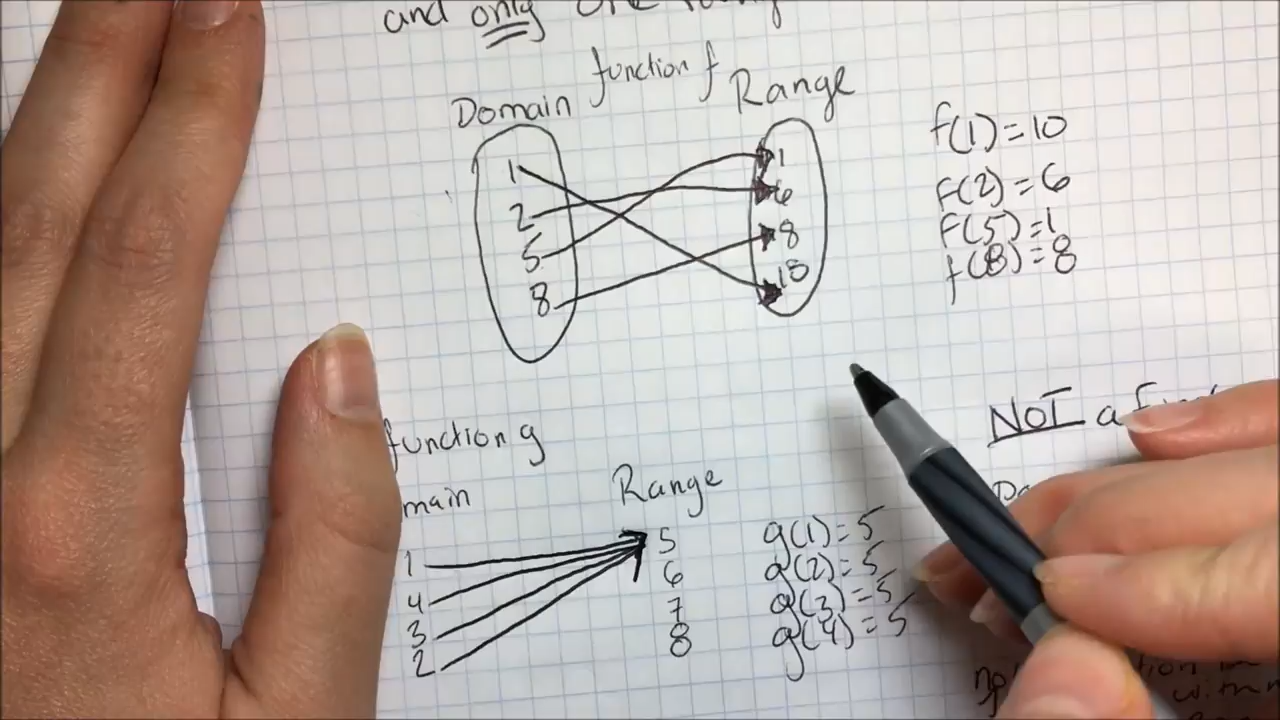 and only one
function f
Domain
Range
1
2
5
8
1
6
8
10
f(1)=10
f(2)=6
f(5)=1
f(8)=8
function g
main
Range
1
4
3
2
5
6
7
8
g(1)=5
g(2)=5
g(3)=5
g(4)=5
NOT a